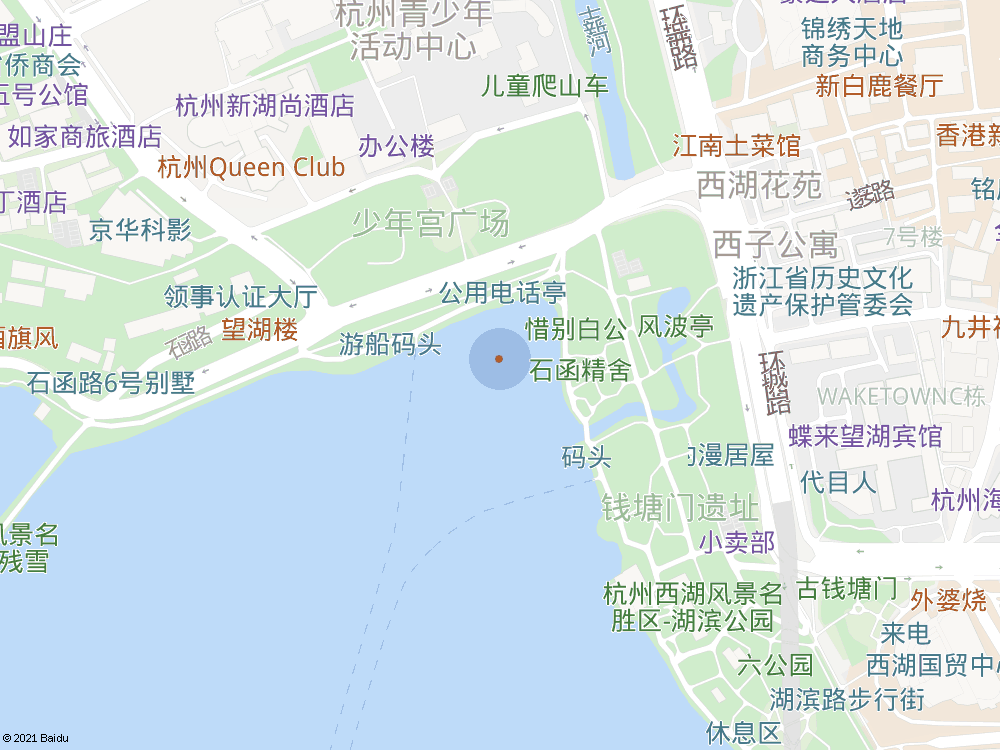 杭州青少年
活动中心
锦绣天地
商务中心
盟山庄
侨商会
五号公馆
儿童爬山车
新白鹿餐厅
杭州新湖尚酒店
如家商旅酒店
办公楼
江南土菜馆
香港新
杭州Queen Club
西湖花苑
丁酒店
少年宫广场
京华科影
西子公寓
7号楼
浙江省历史文化
遗产保护管委会
领事认证大厅
公用电话亭
望湖楼
惜别白公
风波亭
九井
酒旗风
游船码头
石函精舍
石函路6号别墅
WAKETOWNC栋
蝶来望湖宾馆
码头
漫居屋
代目人
杭州海
钱塘门遗址
风景名
残雪
小卖部
杭州西湖风景名
胜区-湖滨公园
古钱塘门
外婆烧
来电
西湖国贸中心
六公园
湖滨路步行街
休息区
© 2021 Baidu